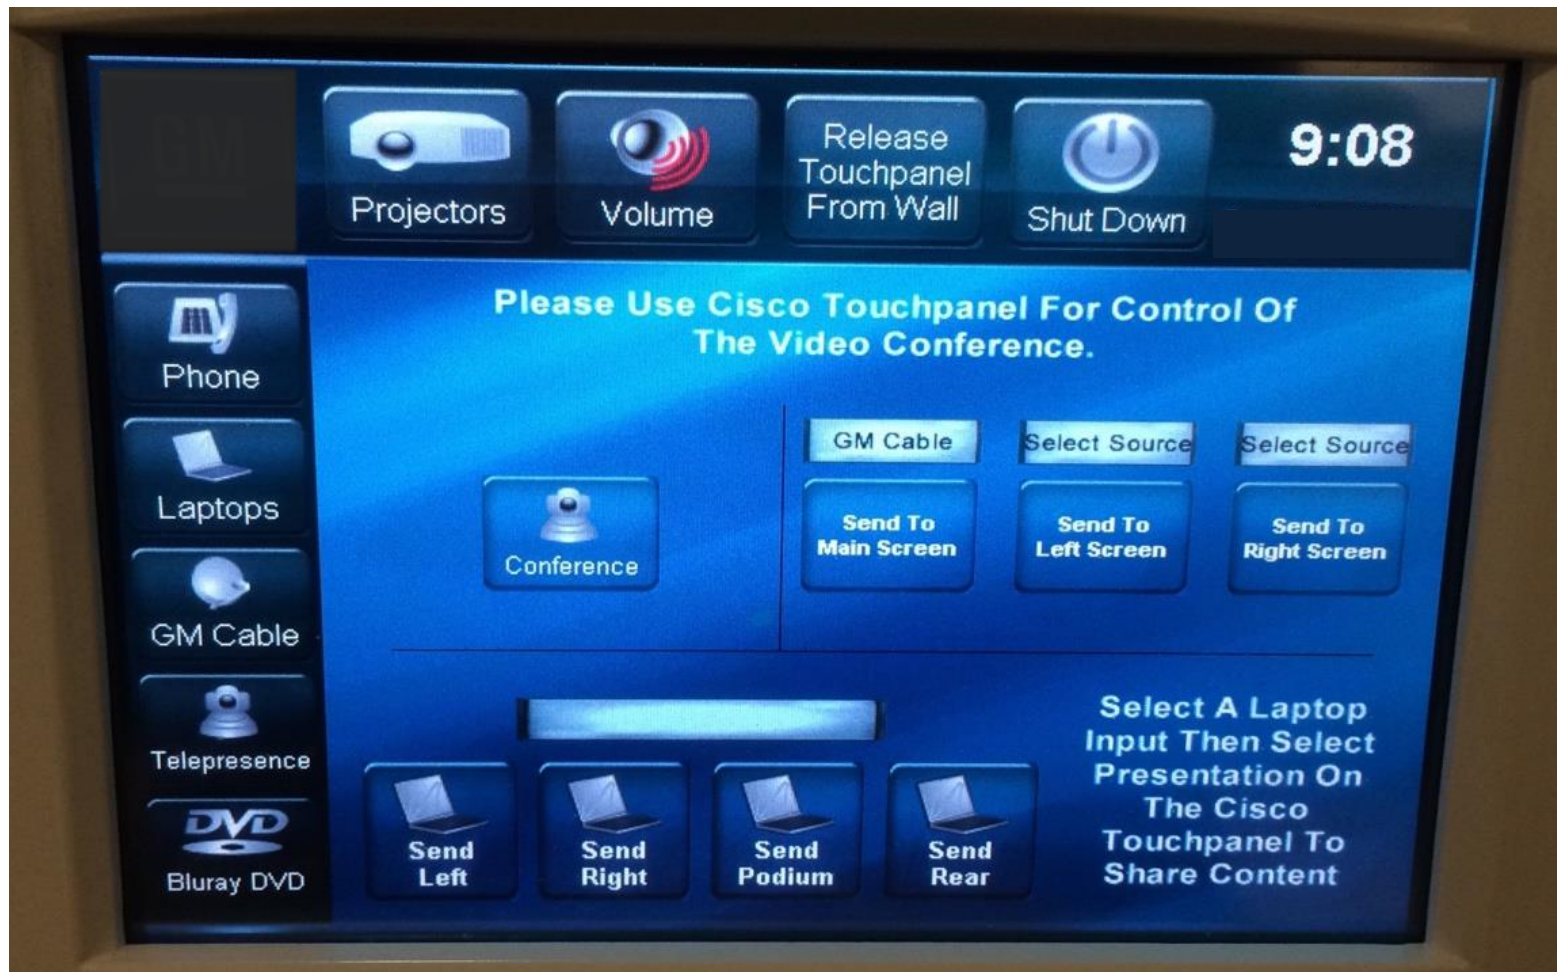 GM
Projectors
Volume
Release
Touchpanel
From Wall
Shut Down
9:08
Phone
Laptops
GM Cable
Telepresence
DVD
Bluray DVD
Please Use Cisco Touchpanel For Control Of
The Video Conference.
Conference
GM Cable
Select Source
Select Source
Send To
Main Screen
Send To
Left Screen
Send To
Right Screen
Send
Left
Send
Right
Send
Podium
Send
Rear
Select A Laptop
Input Then Select
Presentation On
The Cisco
Touchpanel To
Share Content